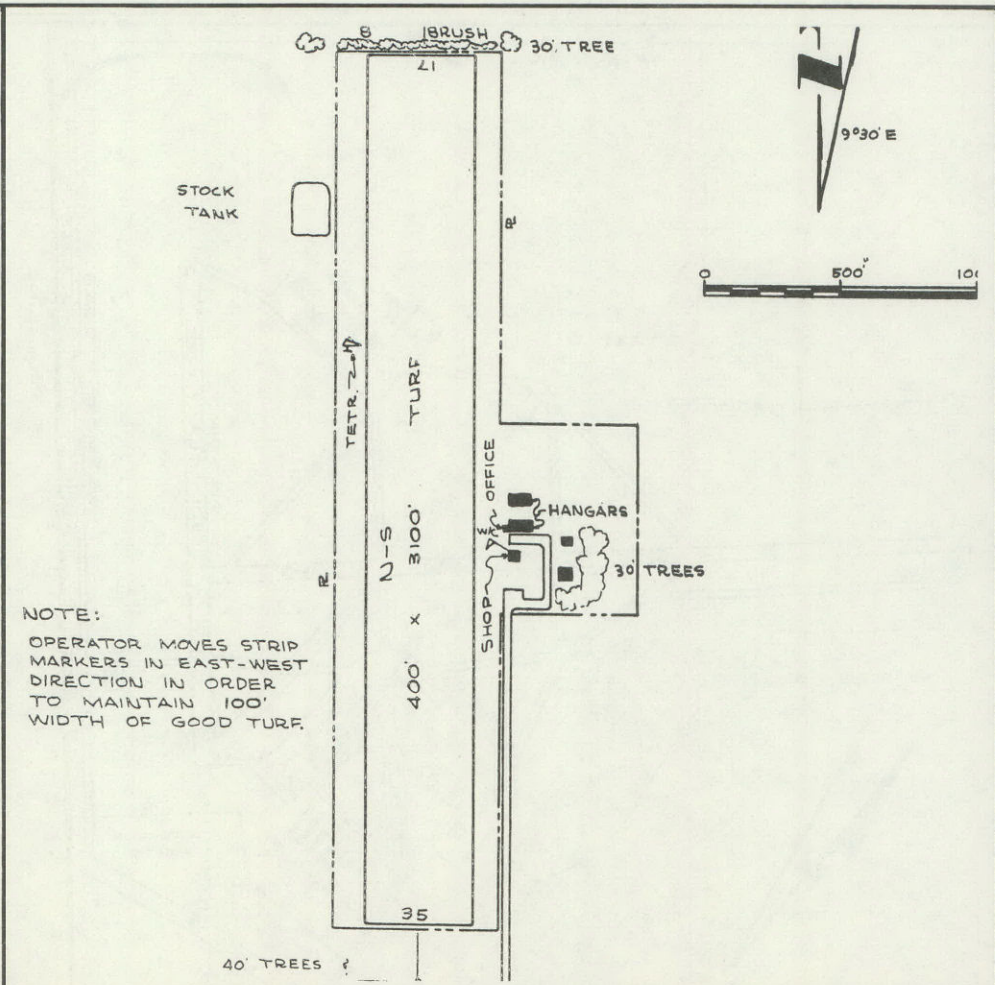 8' BRUSH
30' TREE
17
N
9°30' E
STOCK
TANK
0 500'
TETR.
TURF
N-S
400' x 3100'
OFFICE
HANGARS
SHOP
30' TREES
NOTE:
OPERATOR MOVES STRIP
MARKERS IN EAST-WEST
DIRECTION IN ORDER
TO MAINTAIN 100'
WIDTH OF GOOD TURF.
35
40' TREES